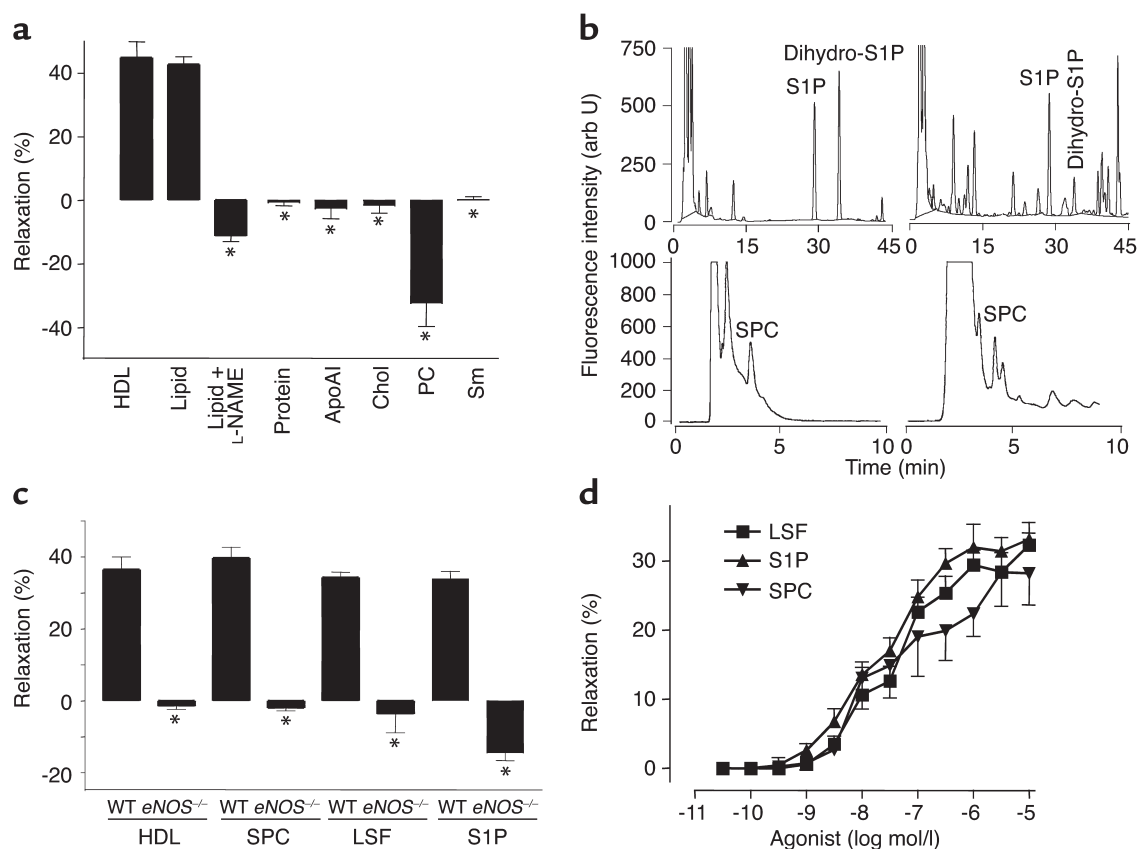 a
Relaxation (%)
40
20
0
-20
-40
*
*
*
*
*
*
HDL
Lipid
Lipid +
L-NAME
Protein
ApoAI
Chol
PC
Sm
b
Fluorescence intensity (arb U)
750
500
250
0
S1P
Dihydro-S1P
0 15 30 45
S1P
Dihydro-S1P
0 15 30 45
1000
800
600
400
200
0
SPC
0 5 10
SPC
0 5 10
Time (min)
c
Relaxation (%)
40
20
0
-20
*
*
*
*
WT eNOS–/– WT eNOS–/– WT eNOS–/– WT eNOS–/–
HDL SPC LSF S1P
d
Relaxation (%)
30
20
10
0
LSF
S1P
SPC
-11 -10 -9 -8 -7 -6 -5
Agonist (log mol/l)